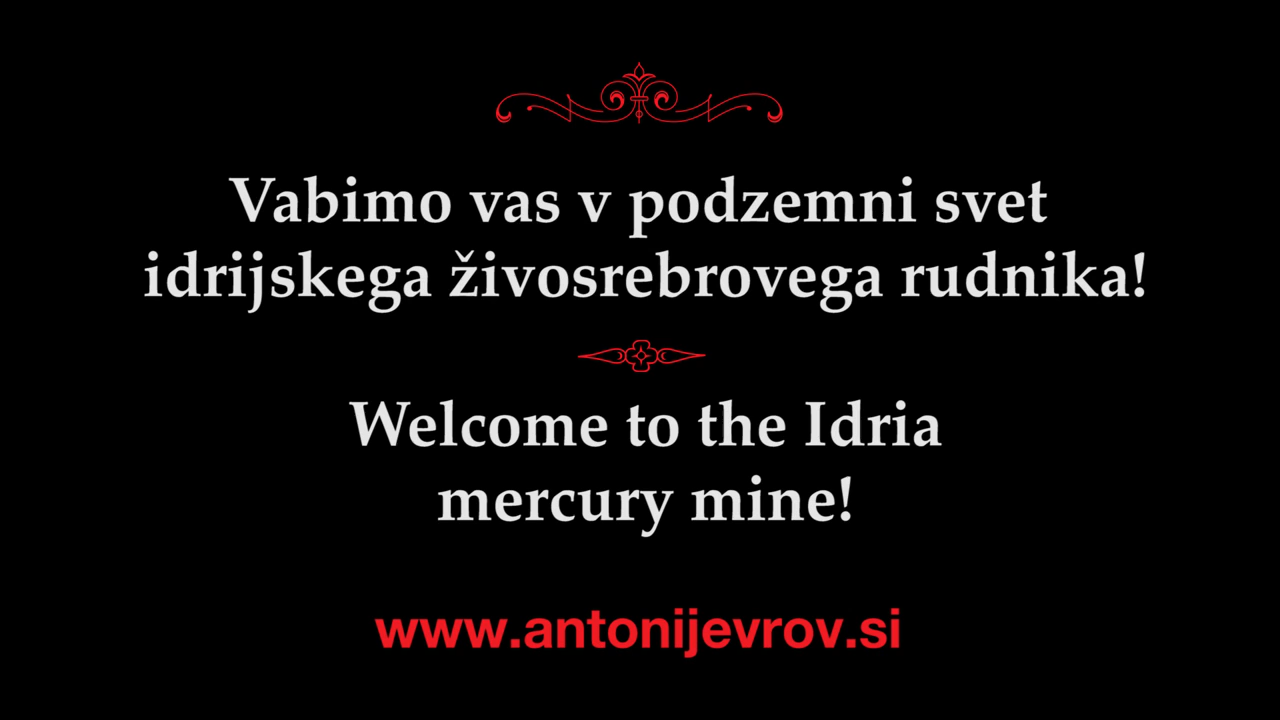 Vabimo vas v podzemni svet
idrijskega živosrebrovega rudnika!
Welcome to the Idria
mercury mine!
www.antonijevrov.si